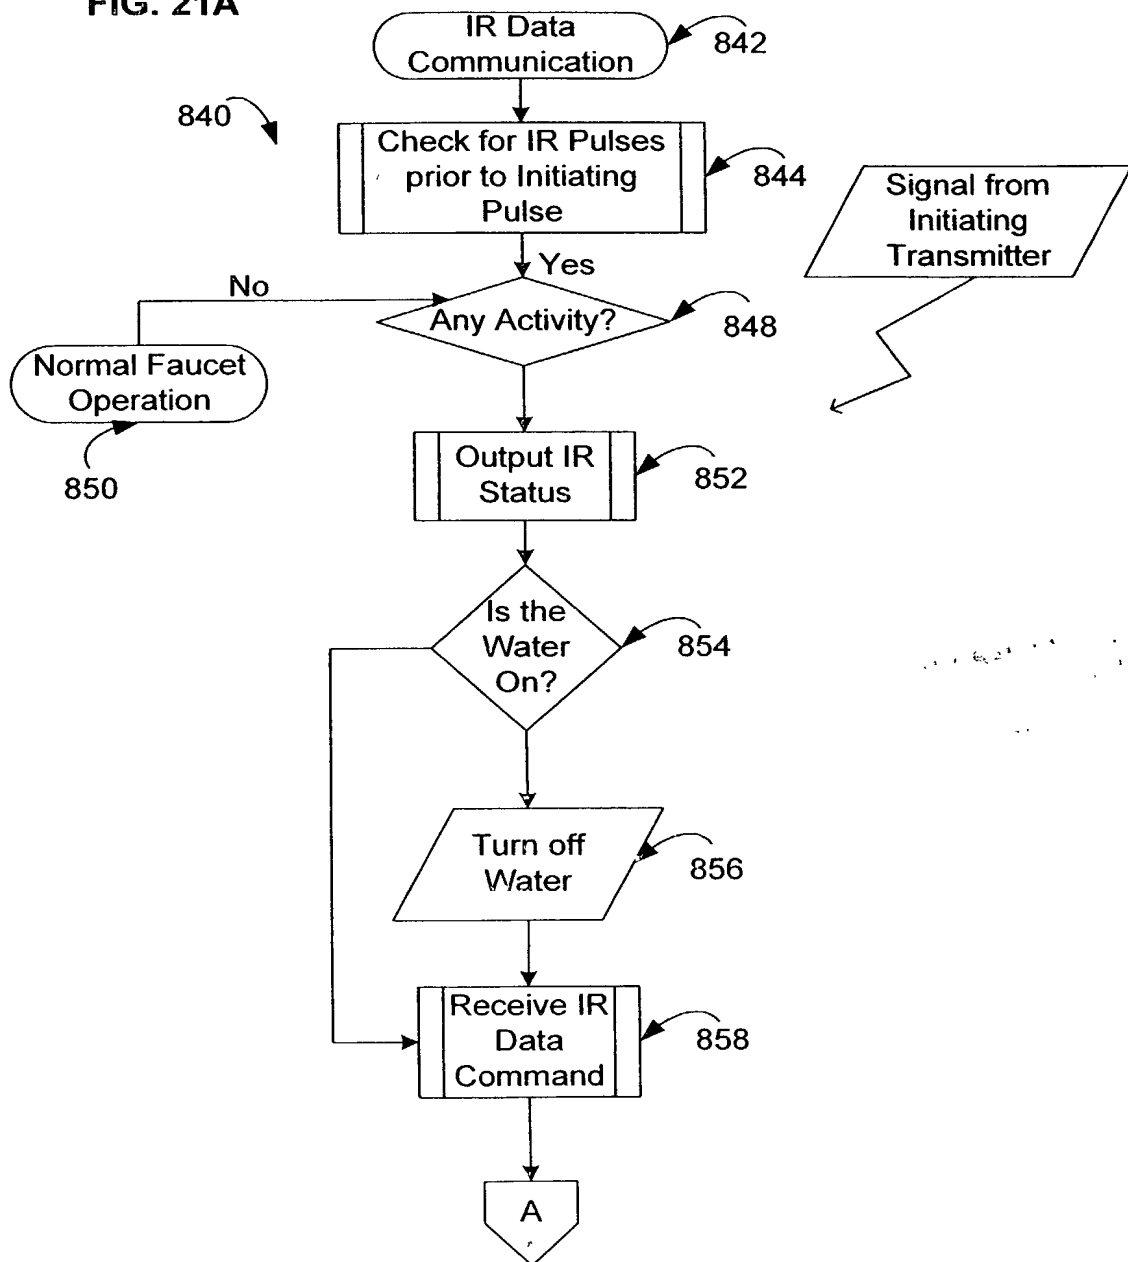 FIG. 21A
IR Data
Communication
842
840
Check for IR Pulses
prior to Initiating
Pulse
844
Signal from
Initiating
Transmitter
Yes
No
Any Activity?
848
Normal Faucet
Operation
850
Output IR
Status
852
Is the
Water
On?
854
Turn off
Water
856
Receive IR
Data
Command
858
A